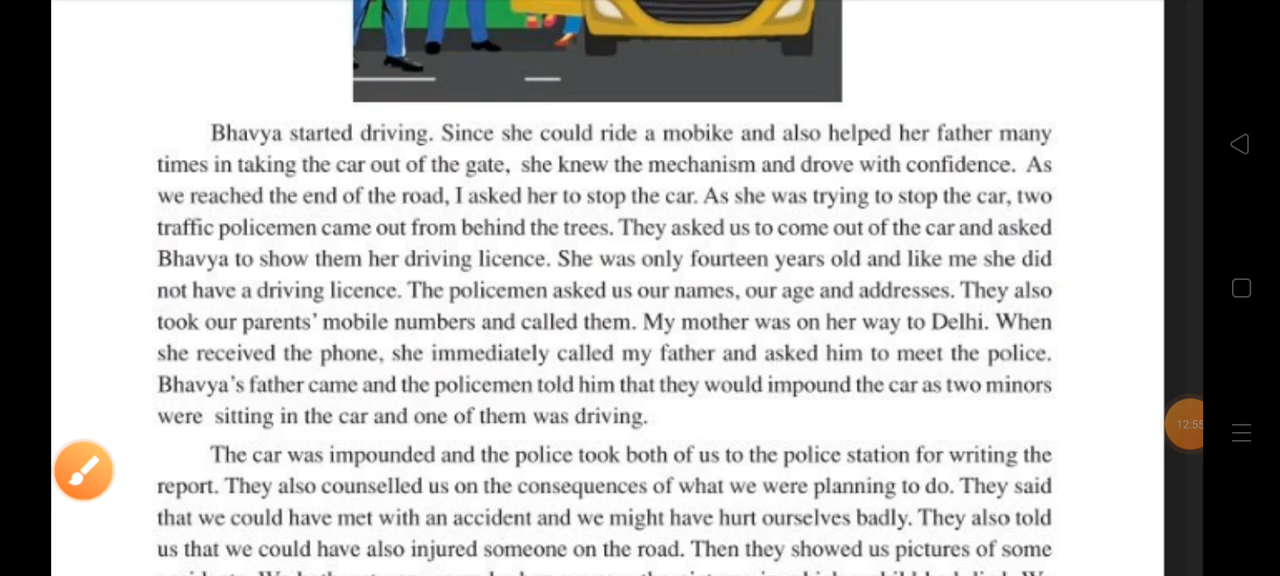 Bhavya started driving. Since she could ride a mobike and also helped her father many
times in taking the car out of the gate, she knew the mechanism and drove with confidence. As
we reached the end of the road, I asked her to stop the car. As she was trying to stop the car, two
traffic policemen came out from behind the trees. They asked us to come out of the car and asked
Bhavya to show them her driving licence. She was only fourteen years old and like me she did
not have a driving licence. The policemen asked us our names, our age and addresses. They also
took our parents' mobile numbers and called them. My mother was on her way to Delhi. When
she received the phone, she immediately called my father and asked him to meet the police.
Bhavya's father came and the policemen told him that they would impound the car as two minors
were sitting in the car and one of them was driving.
The car was impounded and the police took both of us to the police station for writing the
report. They also counselled us on the consequences of what we were planning to do. They said
that we could have met with an accident and we might have hurt ourselves badly. They also told
us that we could have also injured someone on the road. Then they showed us pictures of some
12:55